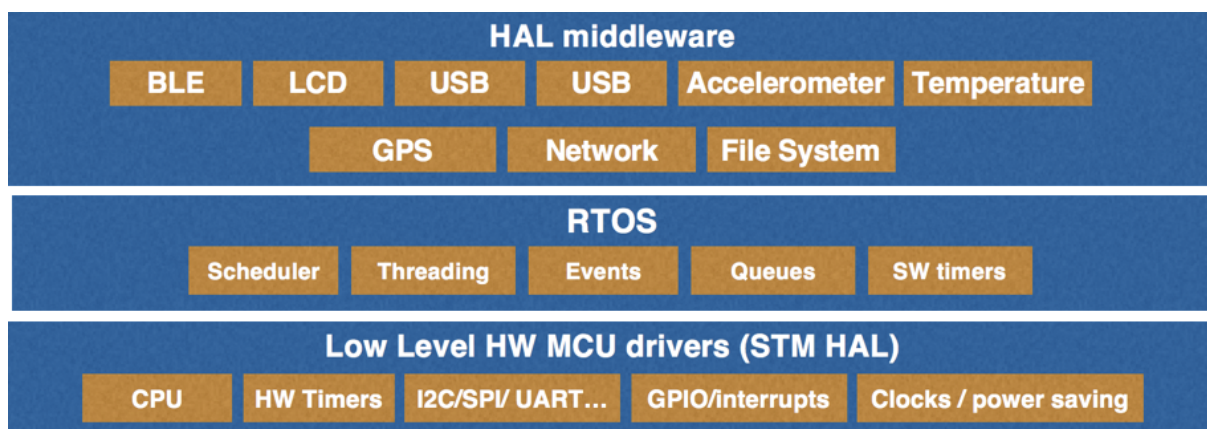 HAL middleware
BLE LCD USB USB Accelerometer Temperature
GPS Network File System
RTOS
Scheduler Threading Events Queues SW timers
Low Level HW MCU drivers (STM HAL)
CPU HW Timers I2C/SPI/ UART... GPIO/interrupts Clocks / power saving